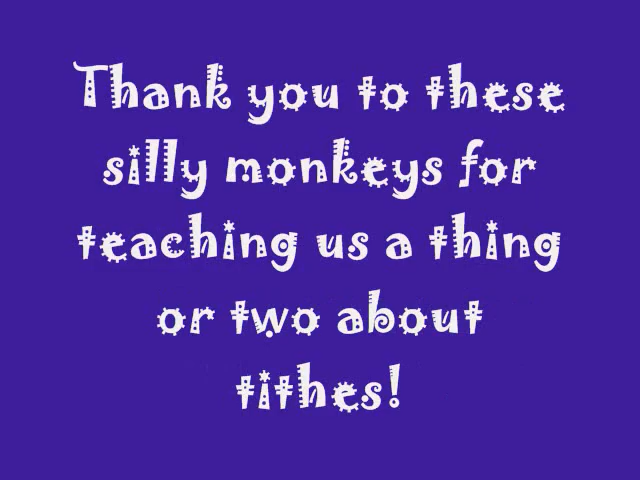 Thank you to these
silly monkeys for
teaching us a thing
or two about
tithes!